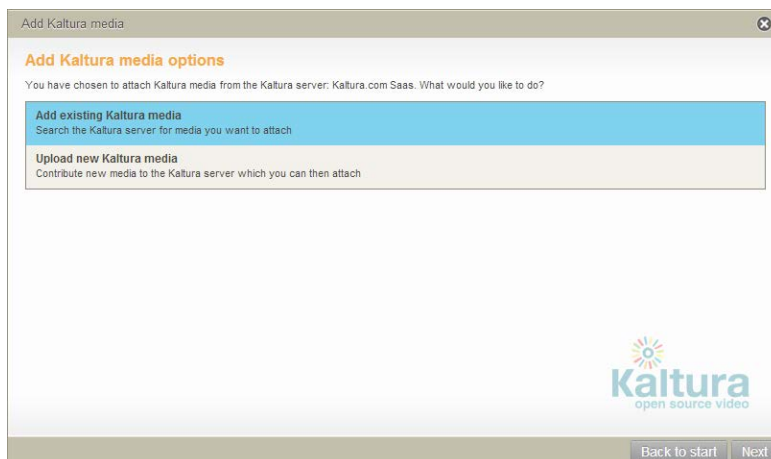 Add Kaltura media
Add Kaltura media options
You have chosen to attach Kaltura media from the Kaltura server: Kaltura.com Saas. What would you like to do?
Add existing Kaltura media
Search the Kaltura server for media you want to attach
Upload new Kaltura media
Contribute new media to the Kaltura server which you can then attach
Kaltura
open source video
Back to start Next